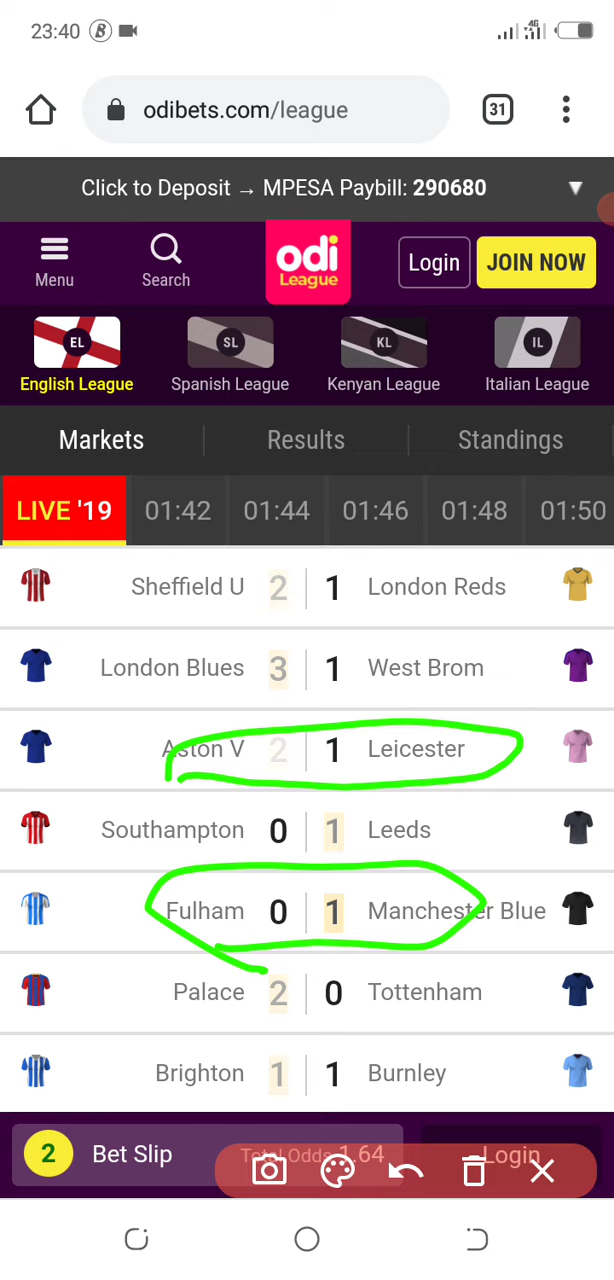 23:40 B 4G
odibets.com/league 31
Click to Deposit → MPESA Paybill: 290680 ▼
Menu
Search
odi
League
Login
JOIN NOW
EL
SL
KL
IL
English League
Spanish League
Kenyan League
Italian League
Markets
Results
Standings
LIVE '19 01:42 01:44 01:46 01:48 01:50
Sheffield U 2 1 London Reds
London Blues 3 1 West Brom
Aston V 2 1 Leicester
Southampton 0 1 Leeds
Fulham 0 1 Manchester Blue
Palace 2 0 Tottenham
Brighton 1 1 Burnley
2 Bet Slip Total Odds 1.64 Login